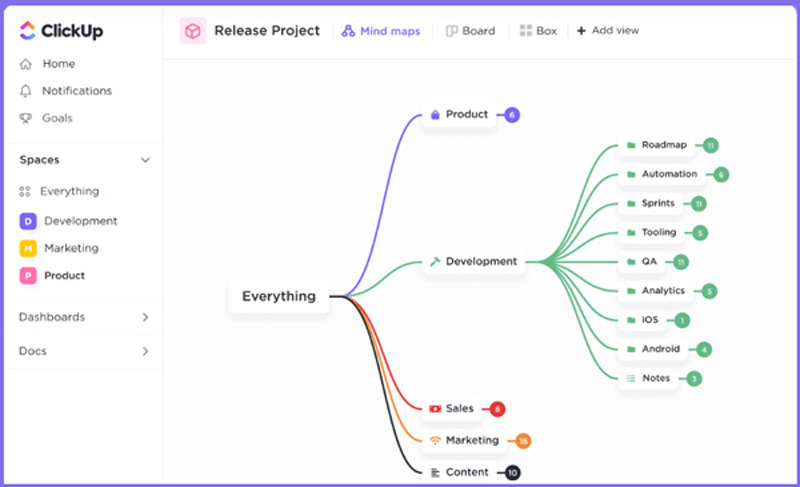 ClickUp
Release Project
Mind maps
Board
Box
+ Add view
Home
Notifications
Goals
Spaces
Everything
D Development
M Marketing
P Product
Dashboards
Docs
Everything
Product 6
Development
Roadmap 11
Automation 6
Sprints 11
Tooling 5
QA 11
Analytics 5
iOS 1
Android 4
Notes 3
Sales 8
Marketing 16
Content 10